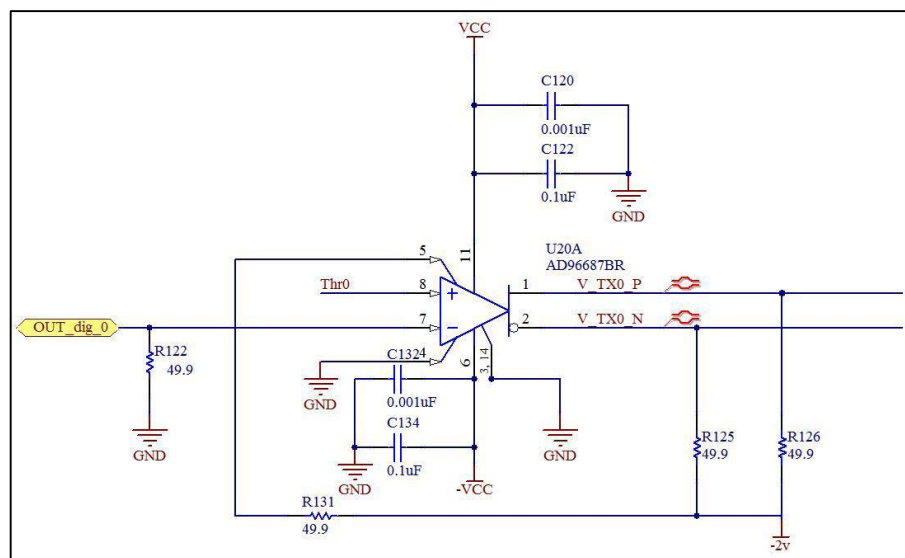 VCC
C120
0.001uF
C122
0.1uF
GND
U20A
AD96687BR
5
11
Thr0
8
1
V_TX0_P
OUT_dig_0
7
2
V_TX0_N
R122
49.9
4
6
3, 14
C132
0.001uF
GND
GND
GND
C134
0.1uF
GND
-VCC
R125
49.9
R126
49.9
R131
49.9
-2v